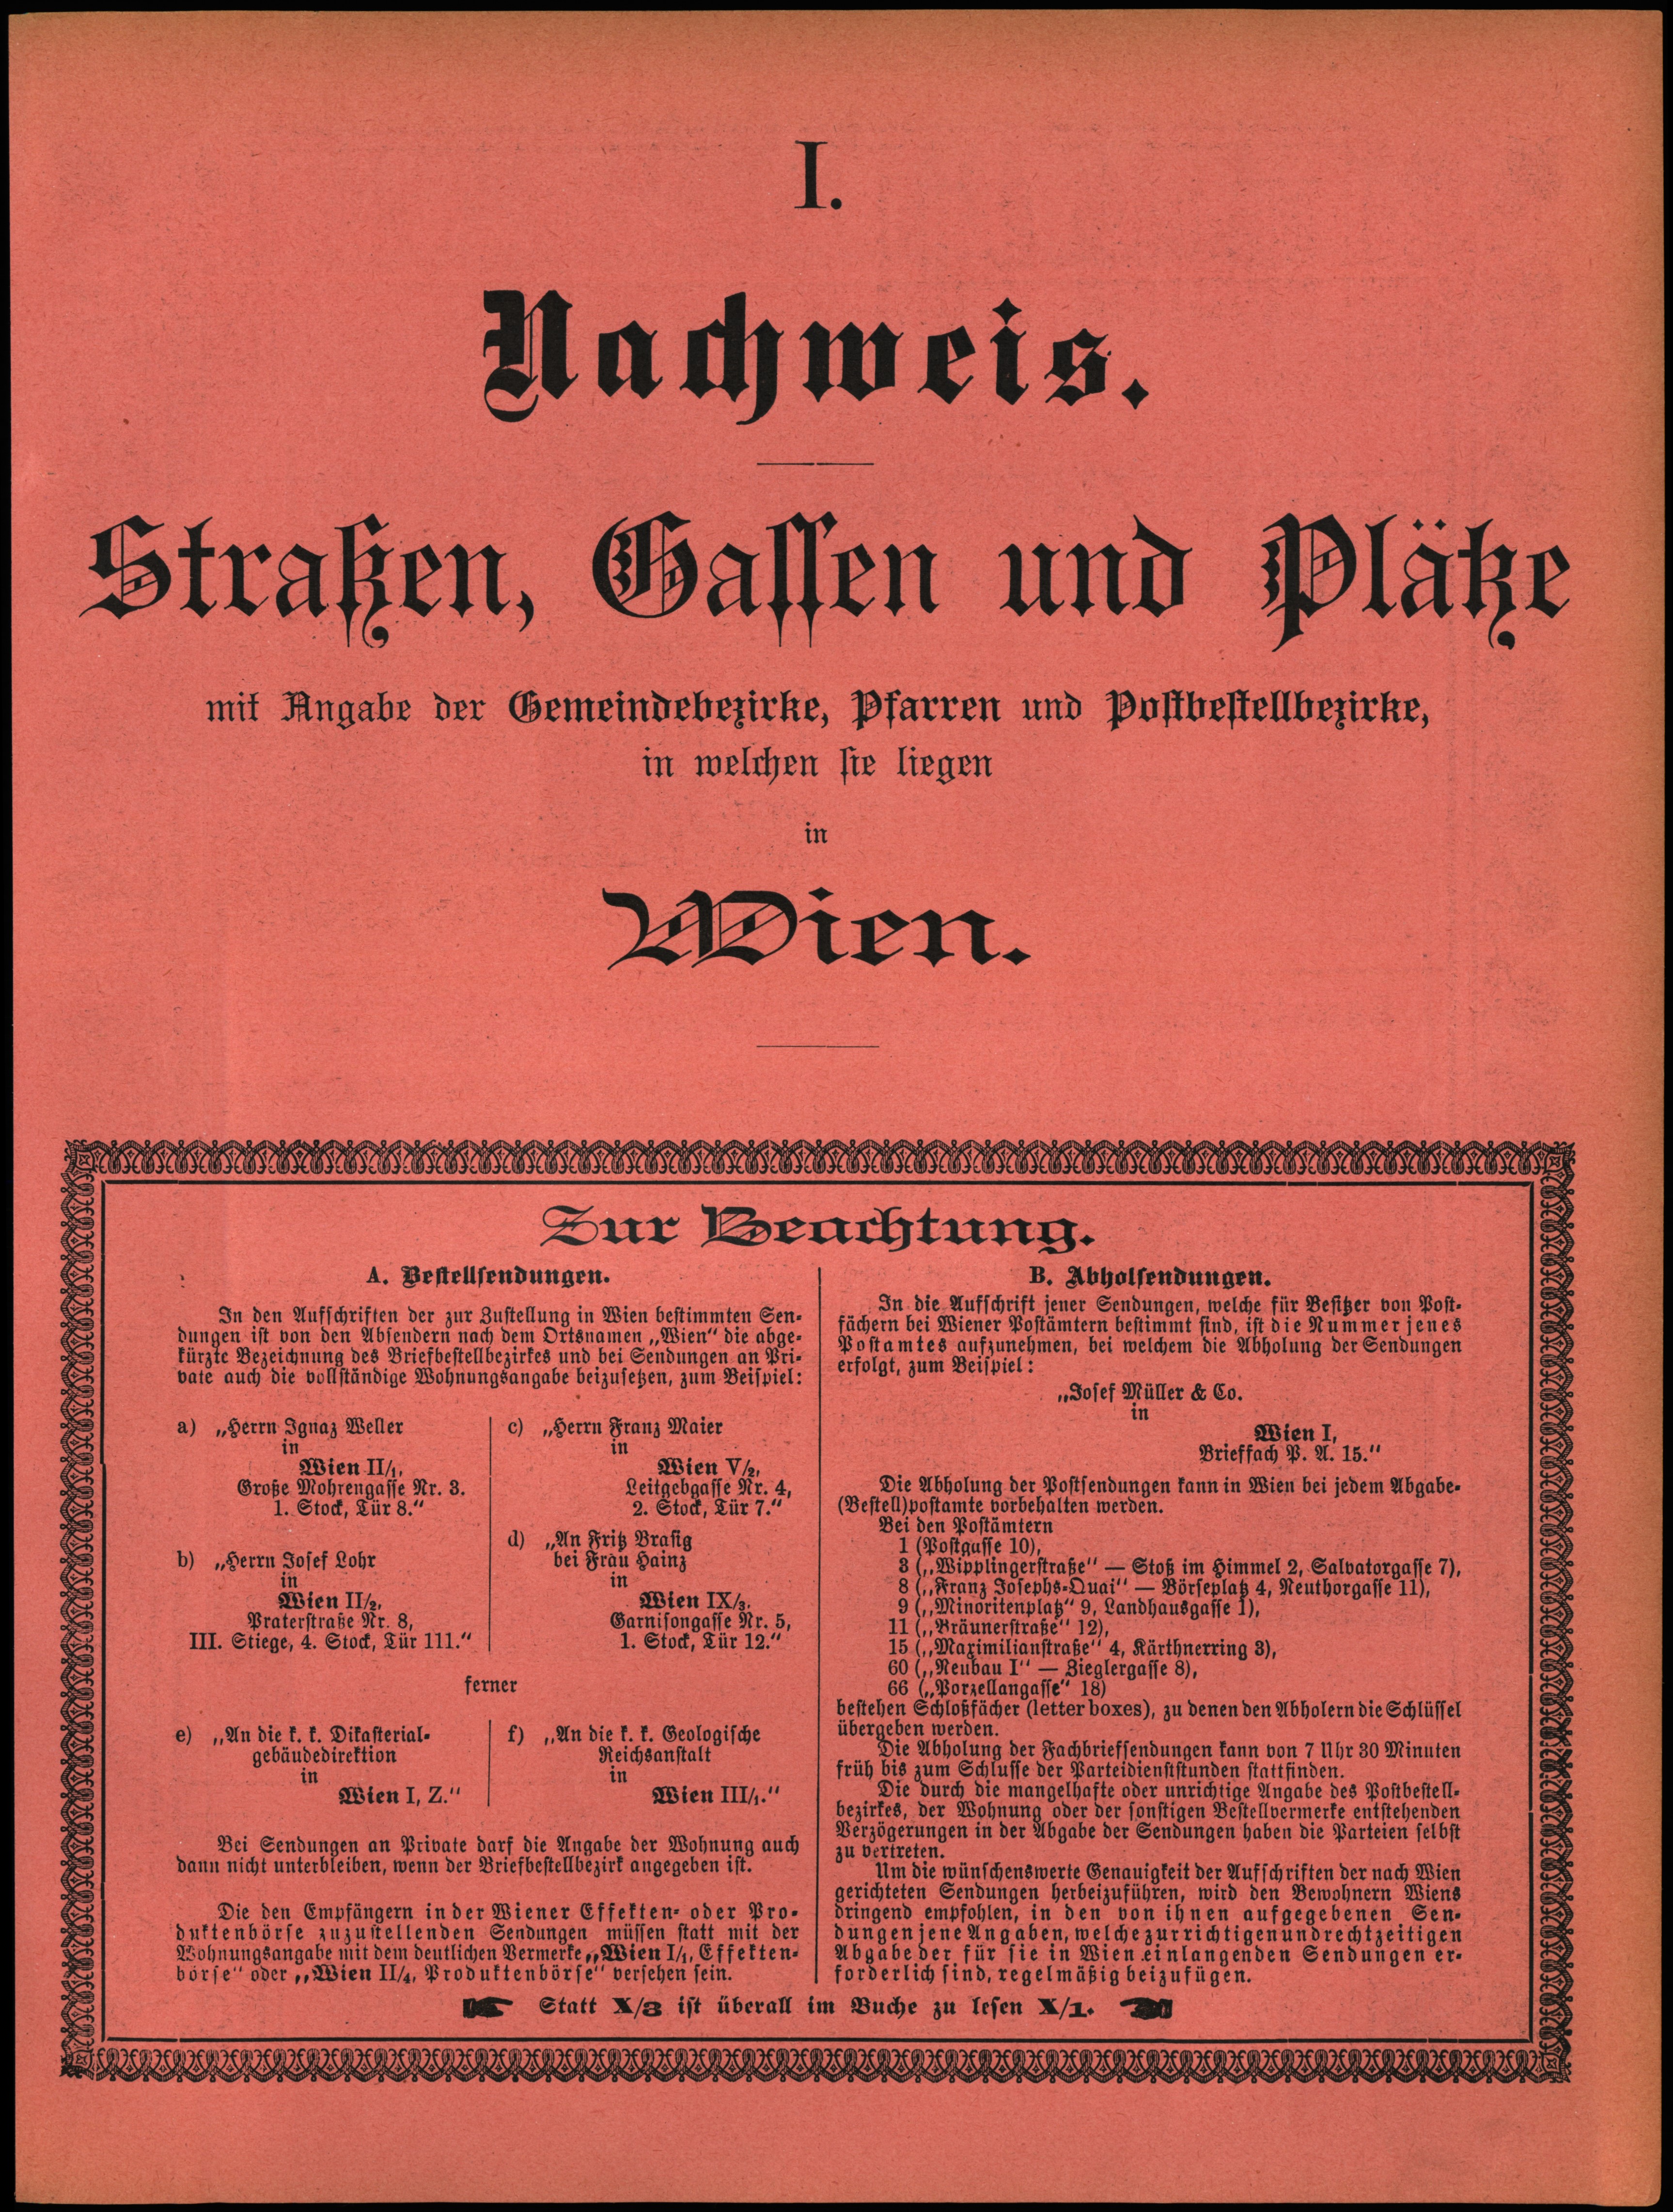 I.
Nachweis.
Straßen, Gassen und Plätze
mit Angabe der Gemeindebezirke, Pfarren und Postbestellbezirke,
in welchen sie liegen
in
Wien.
Zur Beachtung.
A. Bestellsendungen.
In den Aufschriften der zur Zustellung in Wien bestimmten Sen-
dungen ist von den Absendern nach dem Ortsnamen „Wien“ die abge-
kürzte Bezeichnung des Briefbestellbezirkes und bei Sendungen an Pri-
vate auch die vollständige Wohnungsangabe beizusetzen, zum Beispiel:
a) „Herrn Ignaz Weller
in
Wien II/1,
Große Mohrengasse Nr. 3.
1. Stock, Tür 8.“
b) „Herrn Josef Lohr
in
Wien II/2,
Praterstraße Nr. 8,
III. Stiege, 4. Stock, Tür 111.“
c) „Herrn Franz Maier
in
Wien V/2,
Leitgebgasse Nr. 4,
2. Stock, Tür 7.“
d) „An Fritz Brasig
bei Frau Hainz
in
Wien IX/3.
Garnisongasse Nr. 5,
1. Stock, Tür 12.“
ferner
e) „An die k. k. Dikasterial-
gebäudedirektion
in
Wien I, Z.“
f) „An die k. k. Geologische
Reichsanstalt
in
Wien III/1.“
Bei Sendungen an Private darf die Angabe der Wohnung auch
dann nicht unterbleiben, wenn der Briefbestellbezirk angegeben ist.
Die den Empfängern in der Wiener Effekten- oder Pro-
duktenbörse zuzustellenden Sendungen müssen statt mit der
Wohnungsangabe mit dem deutlichen Vermerke „Wien I/1, Effekten-
börse“ oder „Wien II/4, Produktenbörse“ versehen sein.
B. Abholsendungen.
In die Aufschrift jener Sendungen, welche für Besitzer von Post-
fächern bei Wiener Postämtern bestimmt sind, ist die Nummer jenes
Postamtes aufzunehmen, bei welchem die Abholung der Sendungen
erfolgt, zum Beispiel:
„Josef Müller & Co.
in
Wien I,
Brieffach P. A. 15.“
Die Abholung der Postsendungen kann in Wien bei jedem Abgabe-
(Bestell)postamte vorbehalten werden.
Bei den Postämtern
1 (Postgasse 10),
3 („Wipplingerstraße“ — Stoß im Himmel 2, Salvatorgasse 7),
8 („Franz Josephs-Quai“ — Börseplatz 4, Neuthorgasse 11),
9 („Minoritenplatz“ 9, Landhausgasse 1),
11 („Bräunerstraße“ 12),
15 („Maximilianstraße“ 4, Kärthnerring 3),
60 („Neubau I“ — Zieglergasse 8),
66 („Porzellangasse“ 18)
bestehen Schloßfächer (letter boxes), zu denen den Abholern die Schlüssel
übergeben werden.
Die Abholung der Fachbriefsendungen kann von 7 Uhr 30 Minuten
früh bis zum Schlusse der Parteidienststunden stattfinden.
Die durch die mangelhafte oder unrichtige Angabe des Postbestell-
bezirkes, der Wohnung oder der sonstigen Bestellvermerke entstehenden
Verzögerungen in der Abgabe der Sendungen haben die Parteien selbst
zu vertreten.
Um die wünschenswerte Genauigkeit der Aufschriften der nach Wien
gerichteten Sendungen herbeizuführen, wird den Bewohnern Wiens
dringend empfohlen, in den von ihnen aufgegebenen Sen-
dungen jene Angaben, welche zur richtigen und rechtzeitigen
Abgabe der für sie in Wien einlangenden Sendungen er-
forderlich sind, regelmäßig beizufügen.
Statt X/3 ist überall im Buche zu lesen X/1.